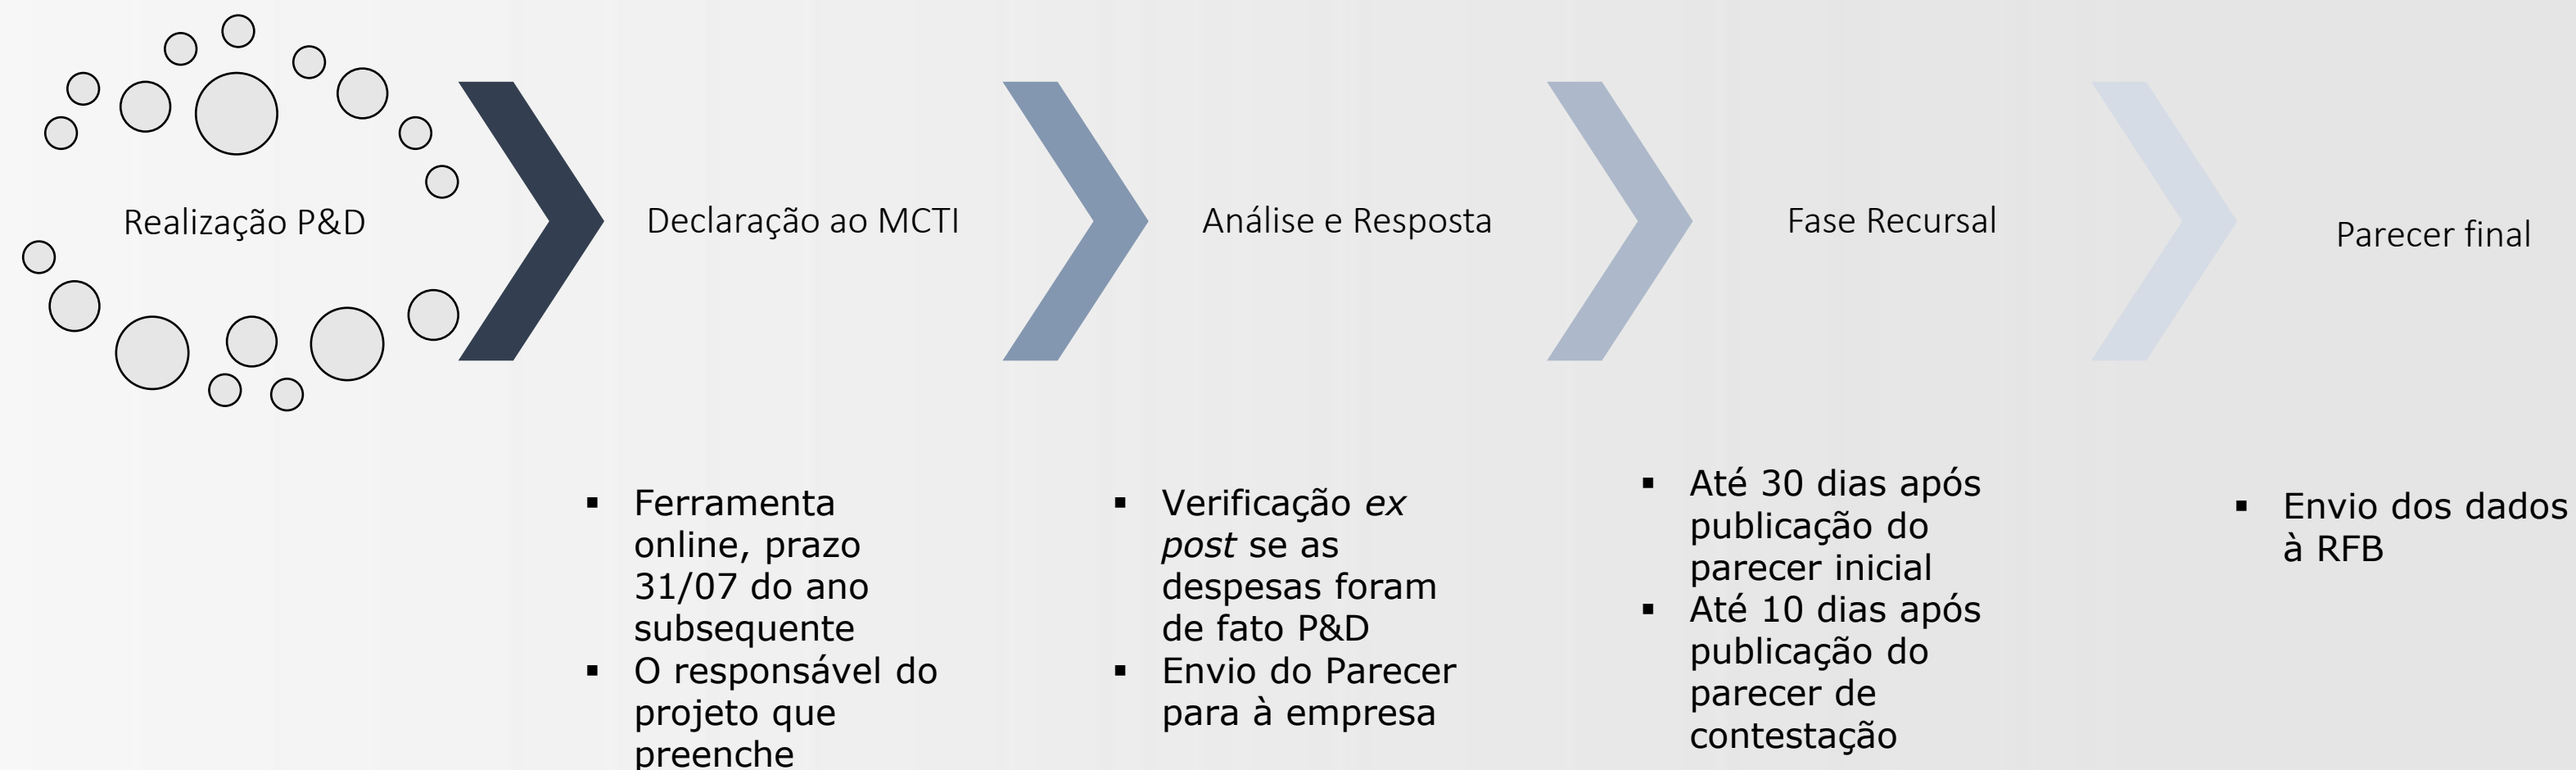 Realização P&D
Declaração ao MCTI
Análise e Resposta
Fase Recursal
Parecer final
▪ Ferramenta
online, prazo
31/07 do ano
subsequente
▪ O responsável do
projeto que
preenche
▪ Verificação ex
post se as
despesas foram
de fato P&D
▪ Envio do Parecer
para à empresa
▪ Até 30 dias após
publicação do
parecer inicial
▪ Até 10 dias após
publicação do
parecer de
contestação
▪ Envio dos dados
à RFB